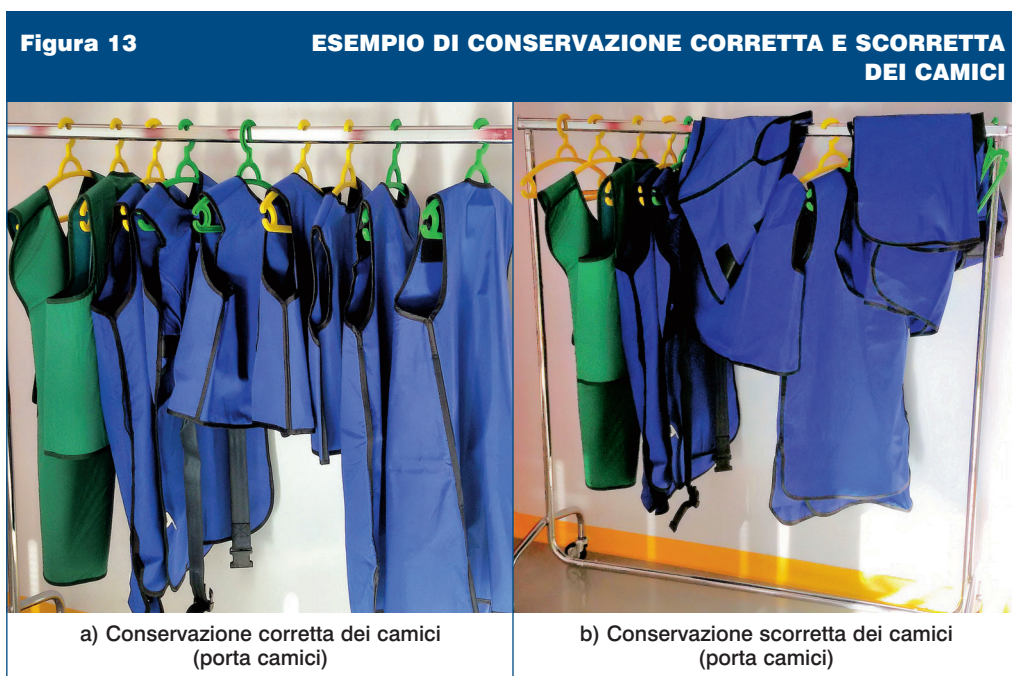 Figura 13
ESEMPIO DI CONSERVAZIONE CORRETTA E SCORRETTA
DEI CAMICI
a) Conservazione corretta dei camici
(porta camici)
b) Conservazione scorretta dei camici
(porta camici)